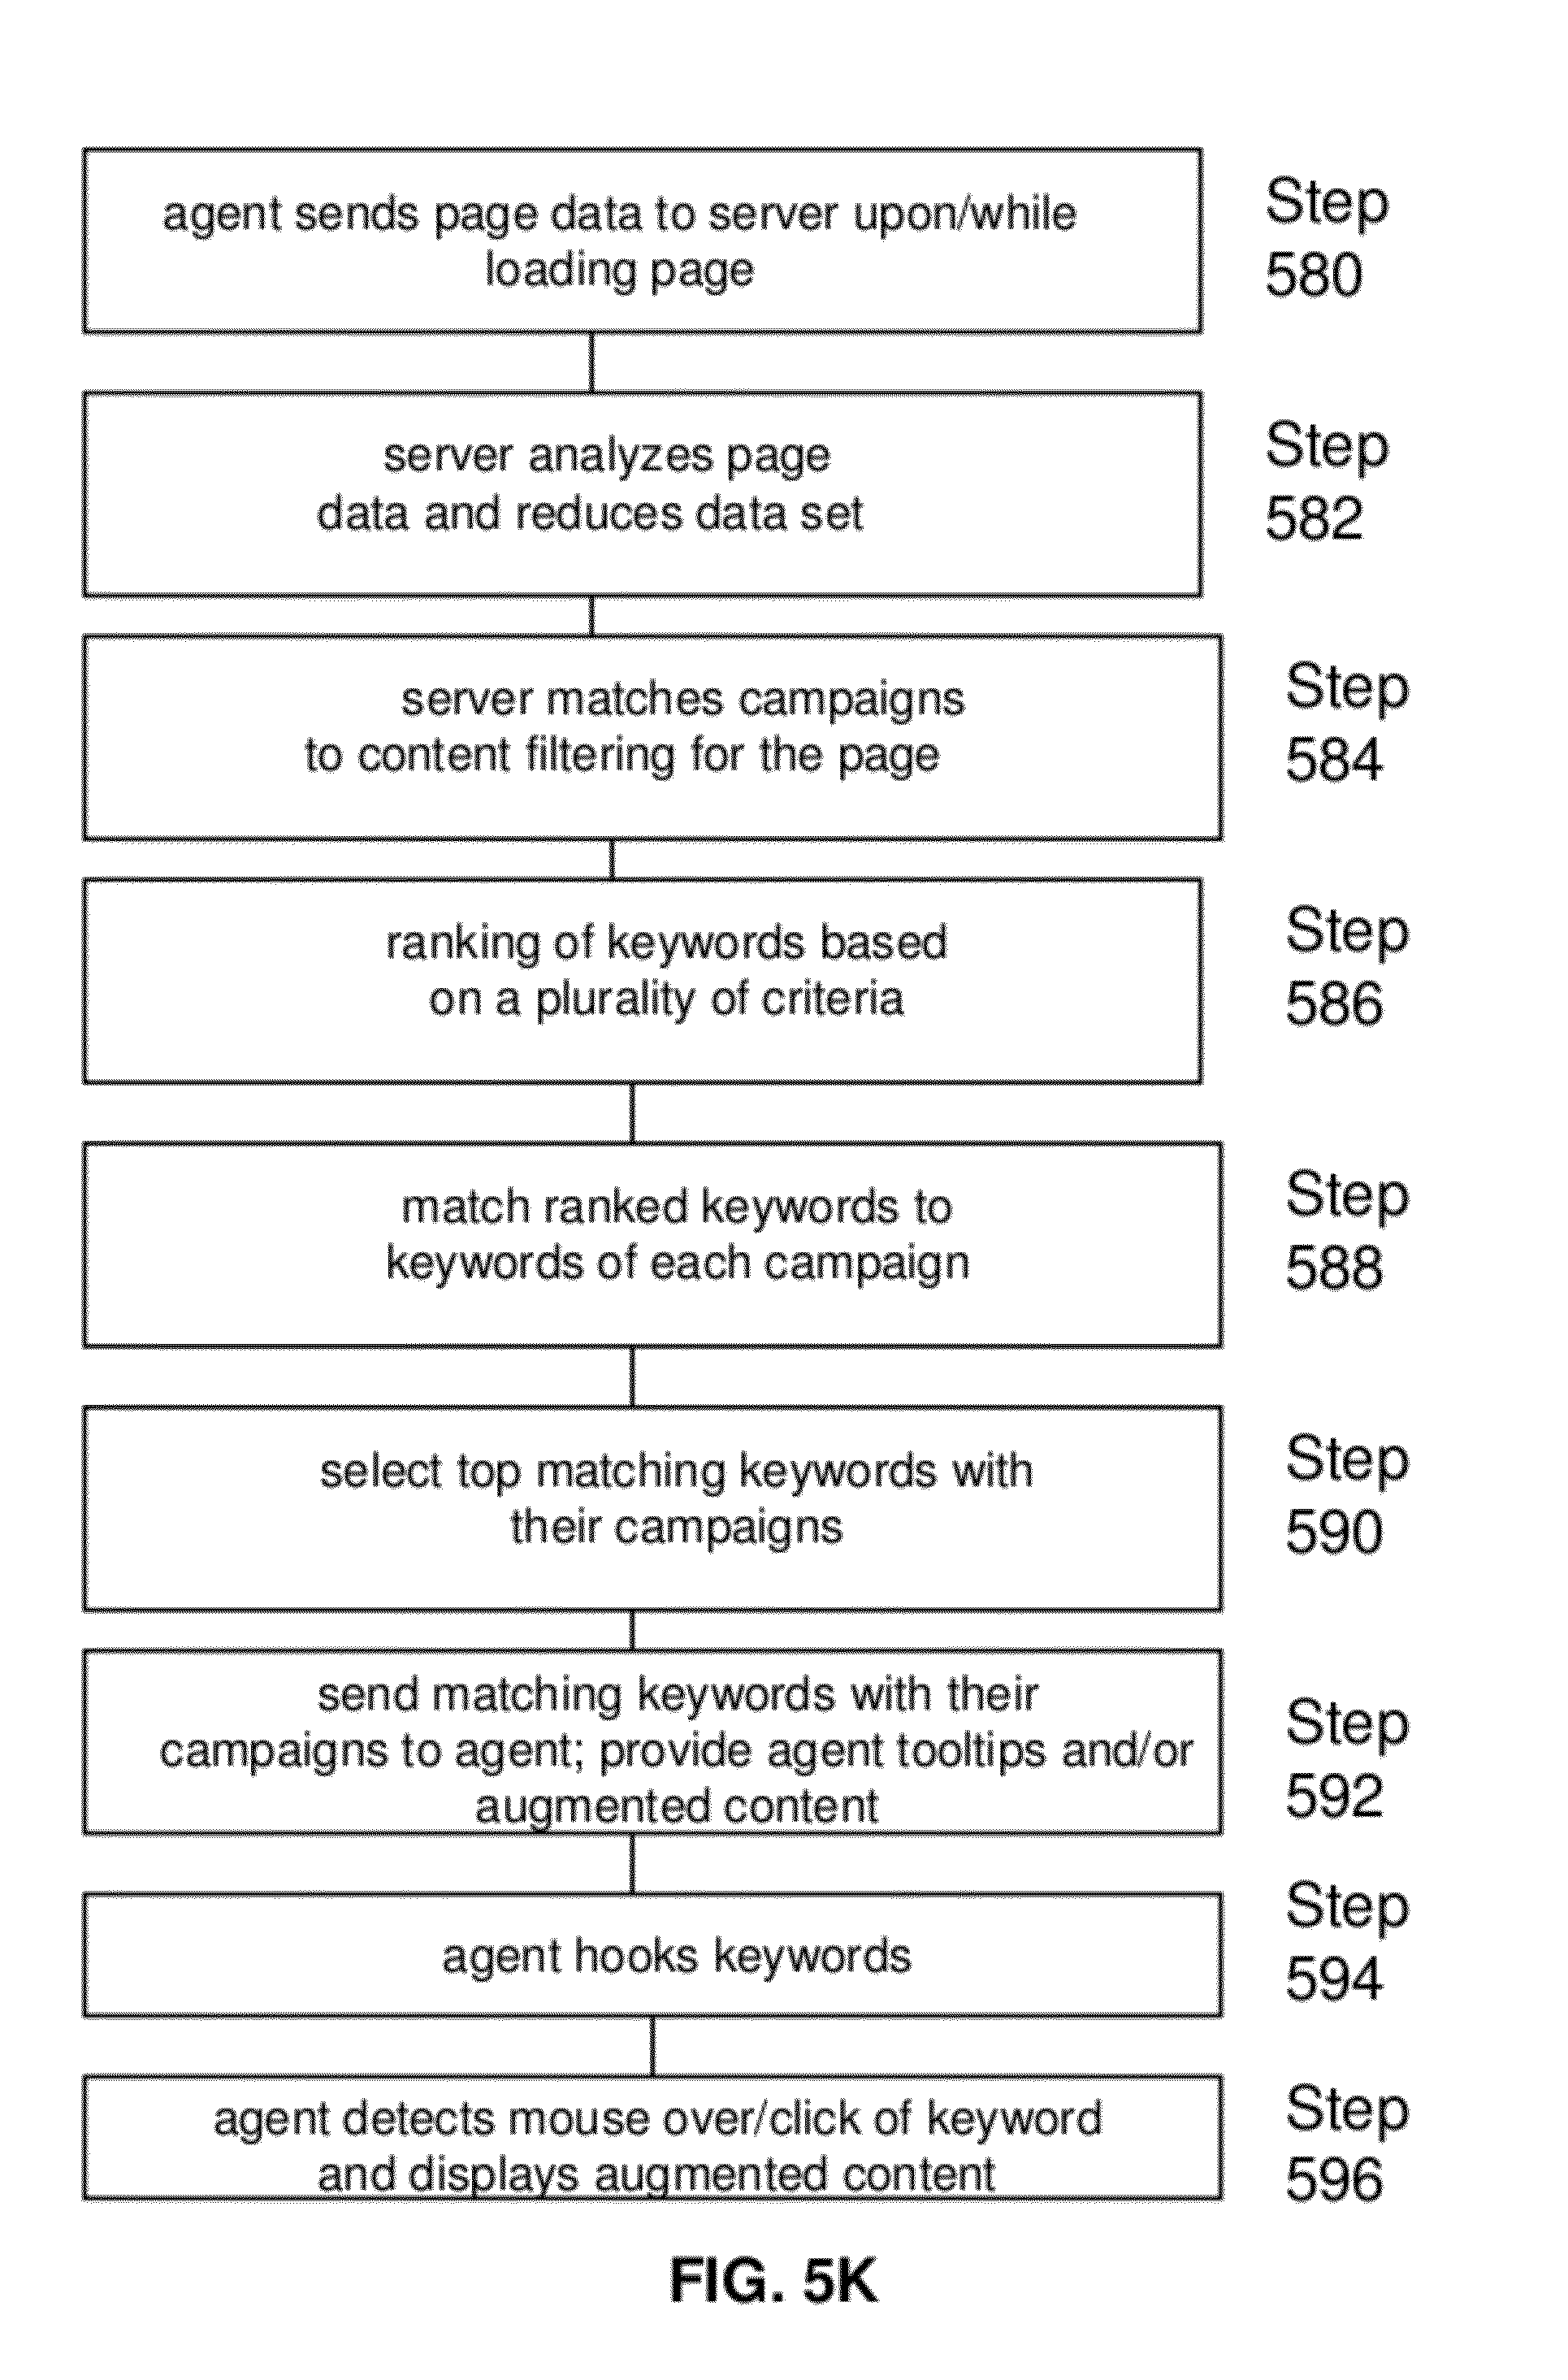 agent sends page data to server upon/while
loading page
Step
580
server analyzes page
data and reduces data set
Step
582
server matches campaigns
to content filtering for the page
Step
584
ranking of keywords based
on a plurality of criteria
Step
586
match ranked keywords to
keywords of each campaign
Step
588
select top matching keywords with
their campaigns
Step
590
send matching keywords with their
campaigns to agent; provide agent tooltips and/or
augmented content
Step
592
agent hooks keywords
Step
594
agent detects mouse over/click of keyword
and displays augmented content
Step
596
FIG. 5K